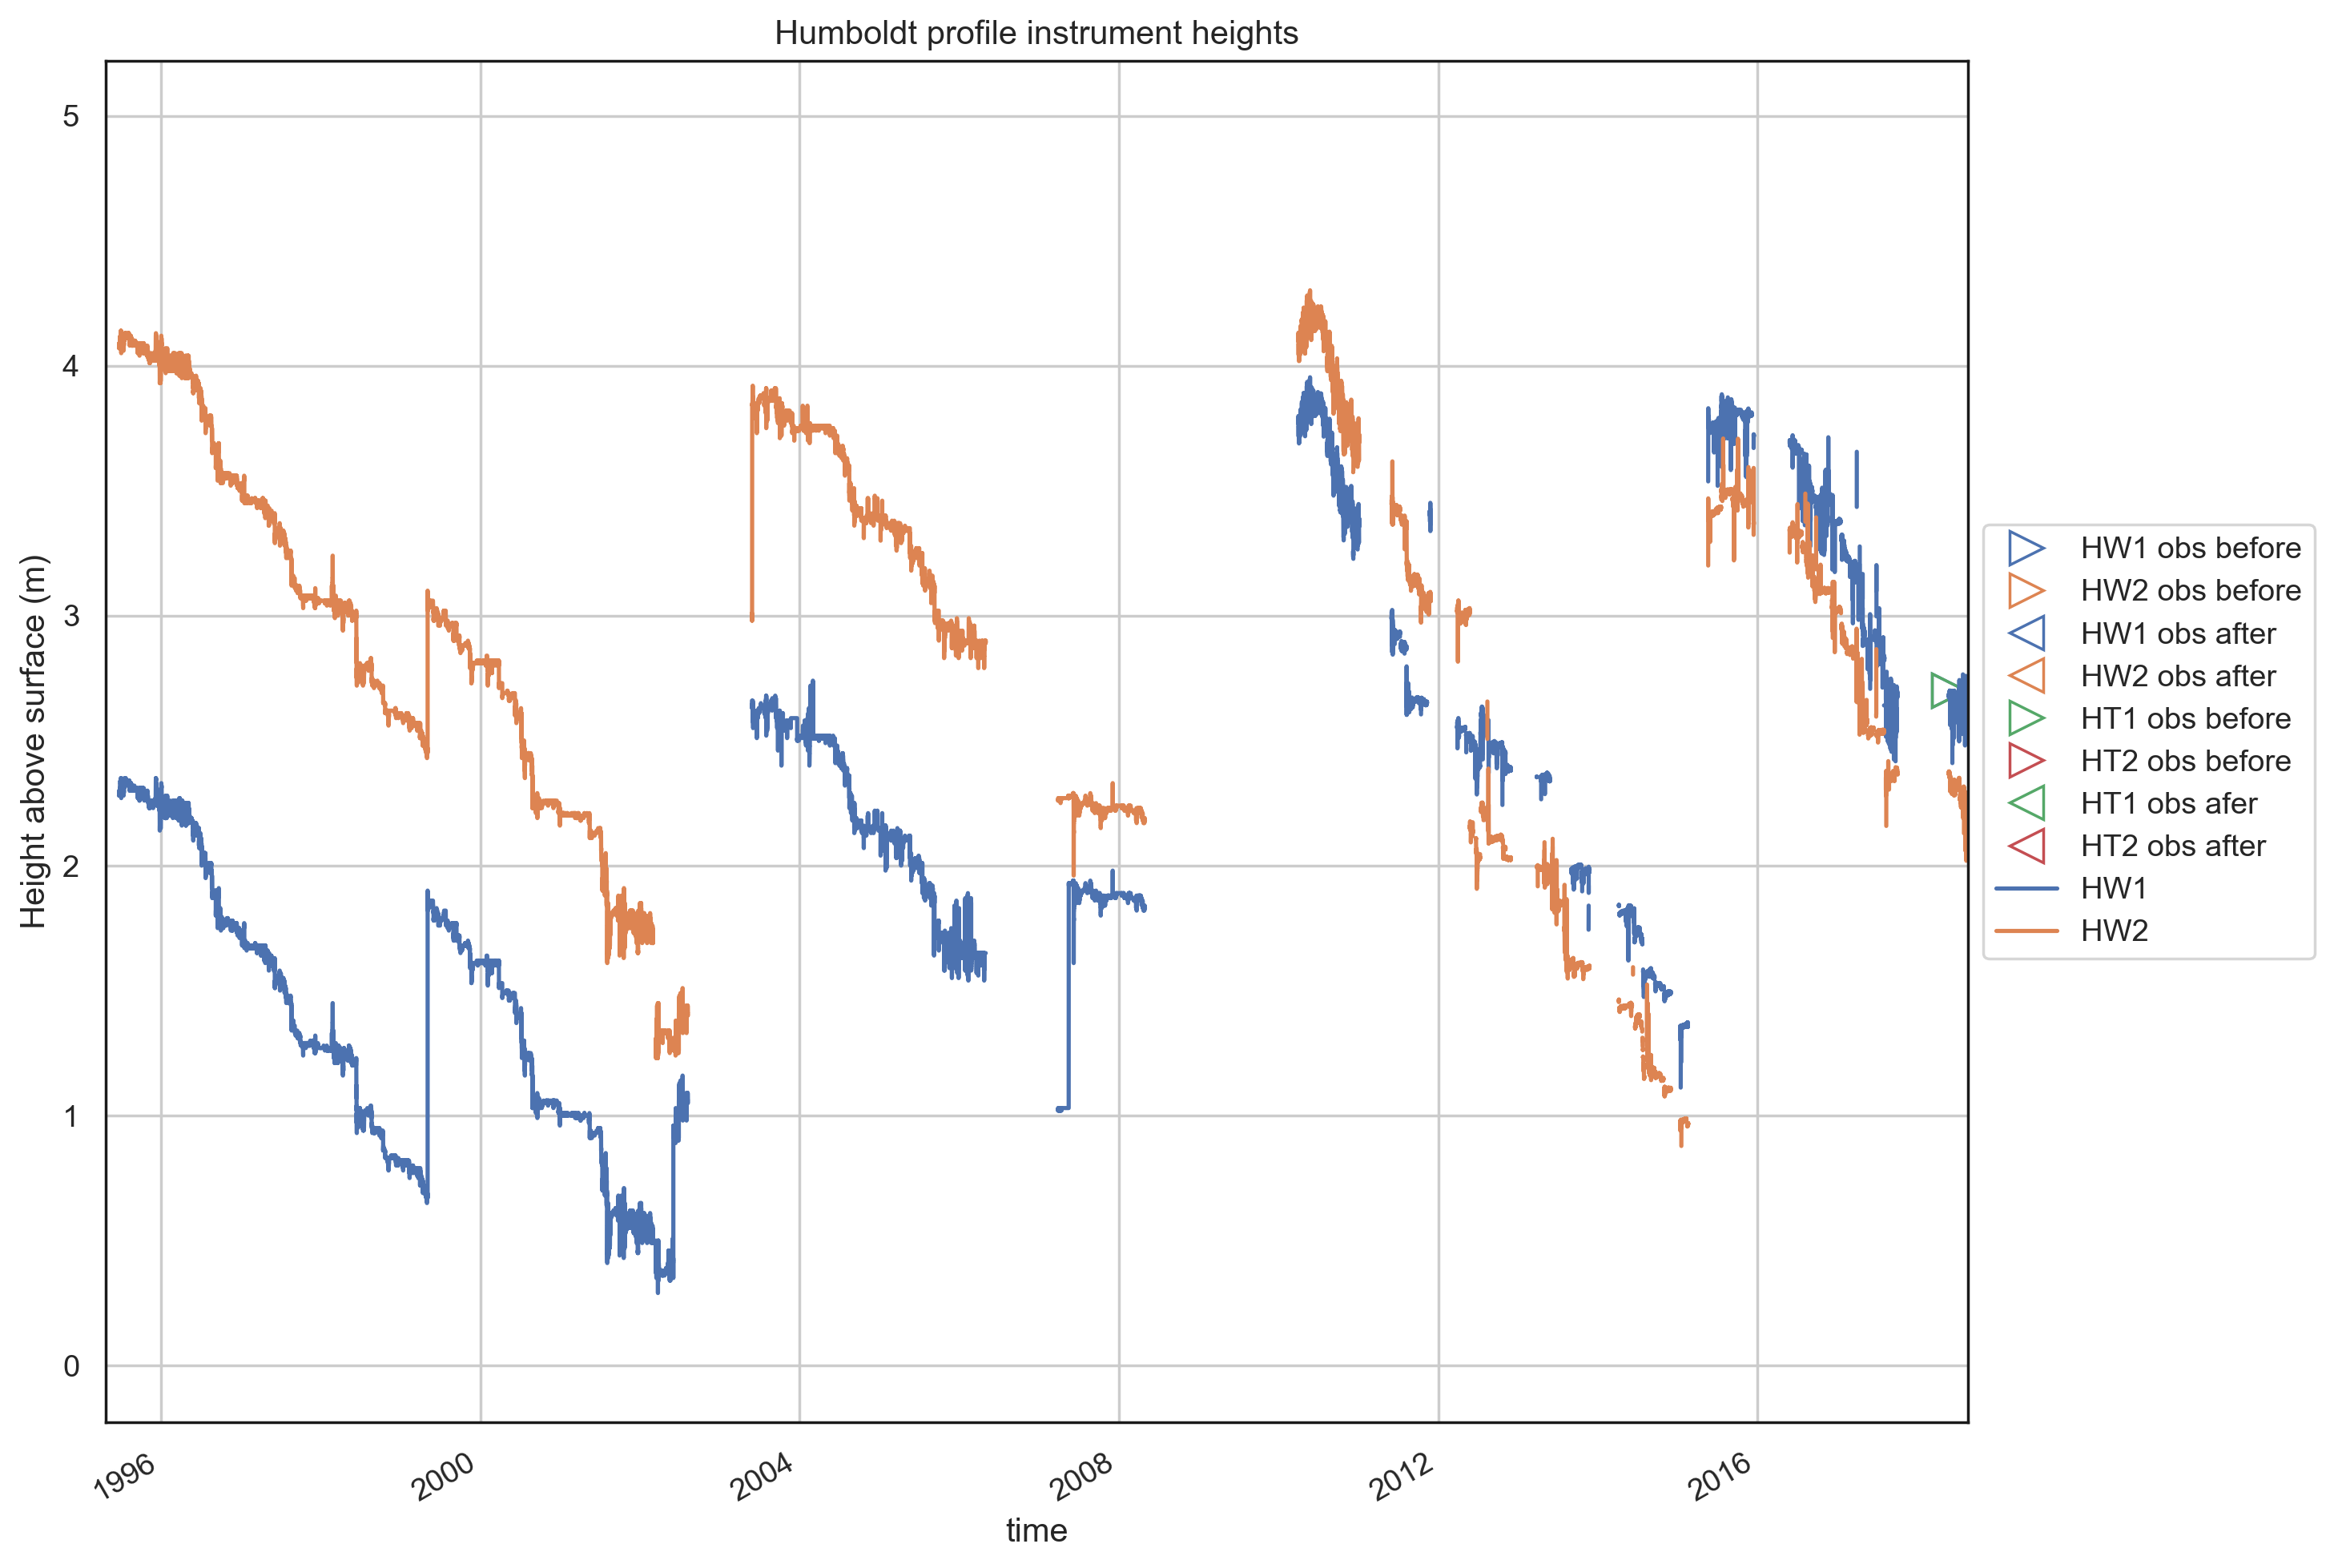 Humboldt profile instrument heights
5
4
3
2
1
0
Height above surface (m)
1996
2000
2004
2008
2012
2016
time
HW1 obs before
HW2 obs before
HW1 obs after
HW2 obs after
HT1 obs before
HT2 obs before
HT1 obs afer
HT2 obs after
HW1
HW2